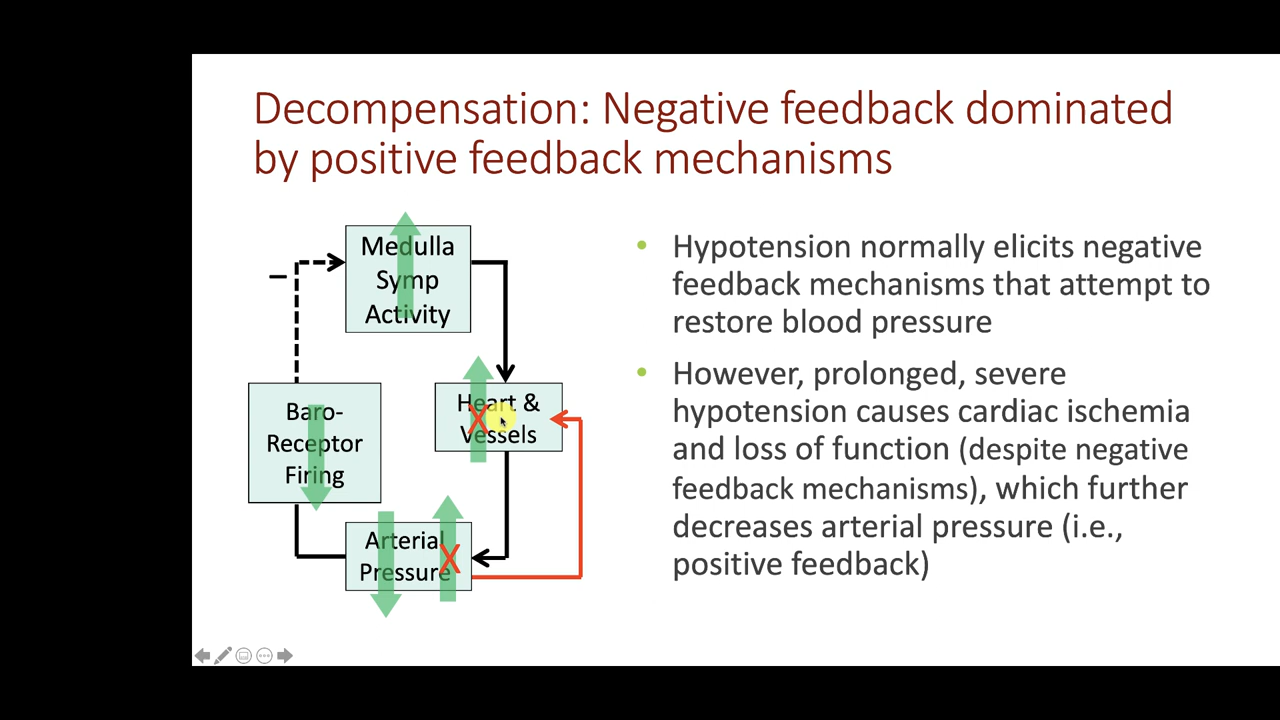 Decompensation: Negative feedback dominated
by positive feedback mechanisms
Medulla
Symp
Activity
–
Heart &
Vessels
X
Baro-
Receptor
Firing
Arterial
Pressure
X
• Hypotension normally elicits negative
feedback mechanisms that attempt to
restore blood pressure
• However, prolonged, severe
hypotension causes cardiac ischemia
and loss of function (despite negative
feedback mechanisms), which further
decreases arterial pressure (i.e.,
positive feedback)